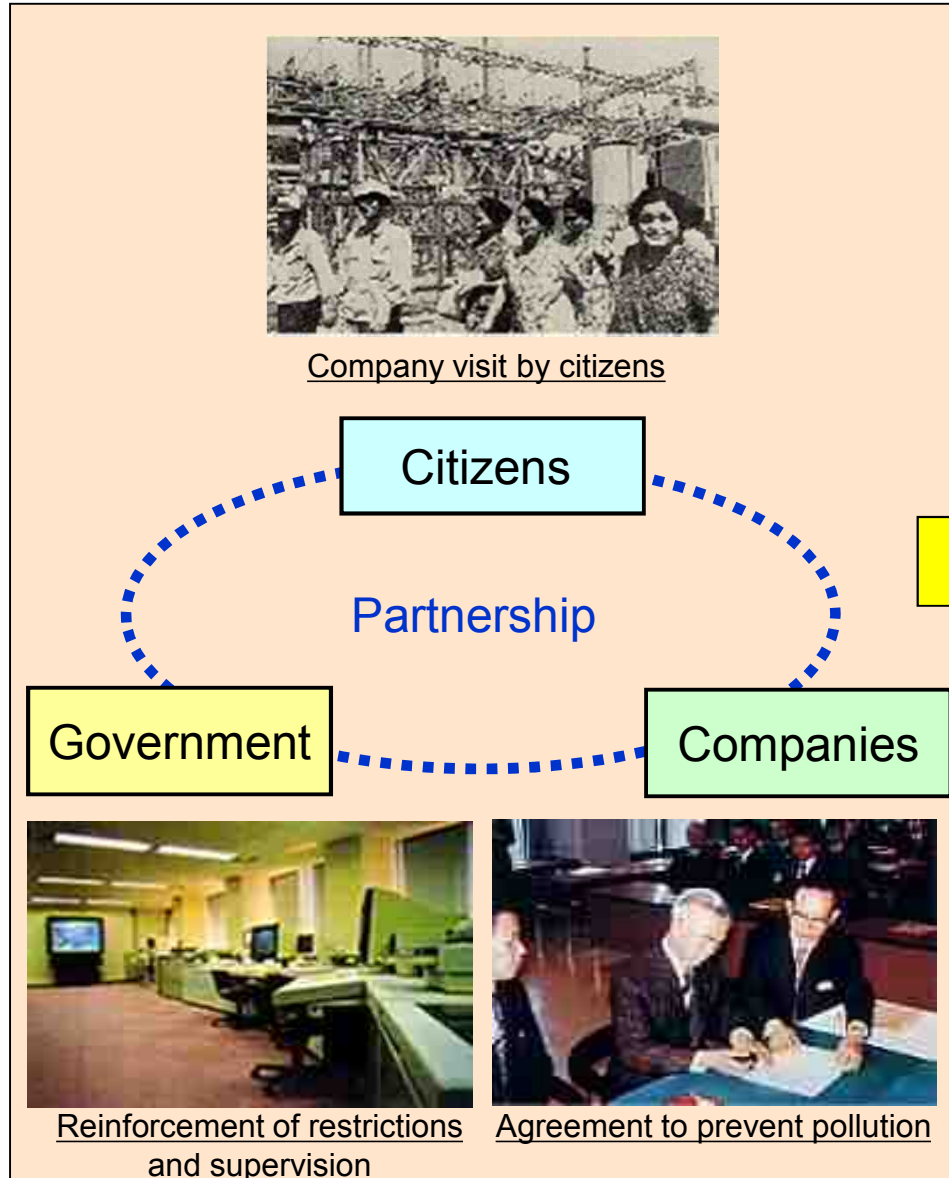 Company visit by citizens
Citizens
Partnership
Government
Companies
Reinforcement of restrictions
and supervision
Agreement to prevent pollution